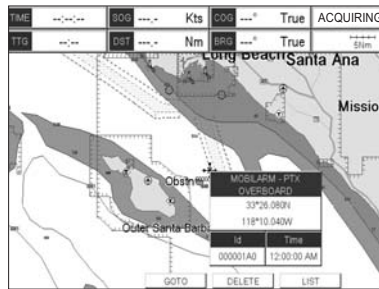 TIME --:--:-- SOG ---.- Kts COG ---° True ACQUIRING
TTG --:-- DST ---.- Nm BRG ---° True 5Nm
Long Beach Santa Ana
Missio
MOBILARM - PTX
OVERBOARD
Obstn
33°26.080N
118°10.040W
Outer Santa Barba
Id Time
000001A0 12:00:00 AM
GOTO DELETE LIST